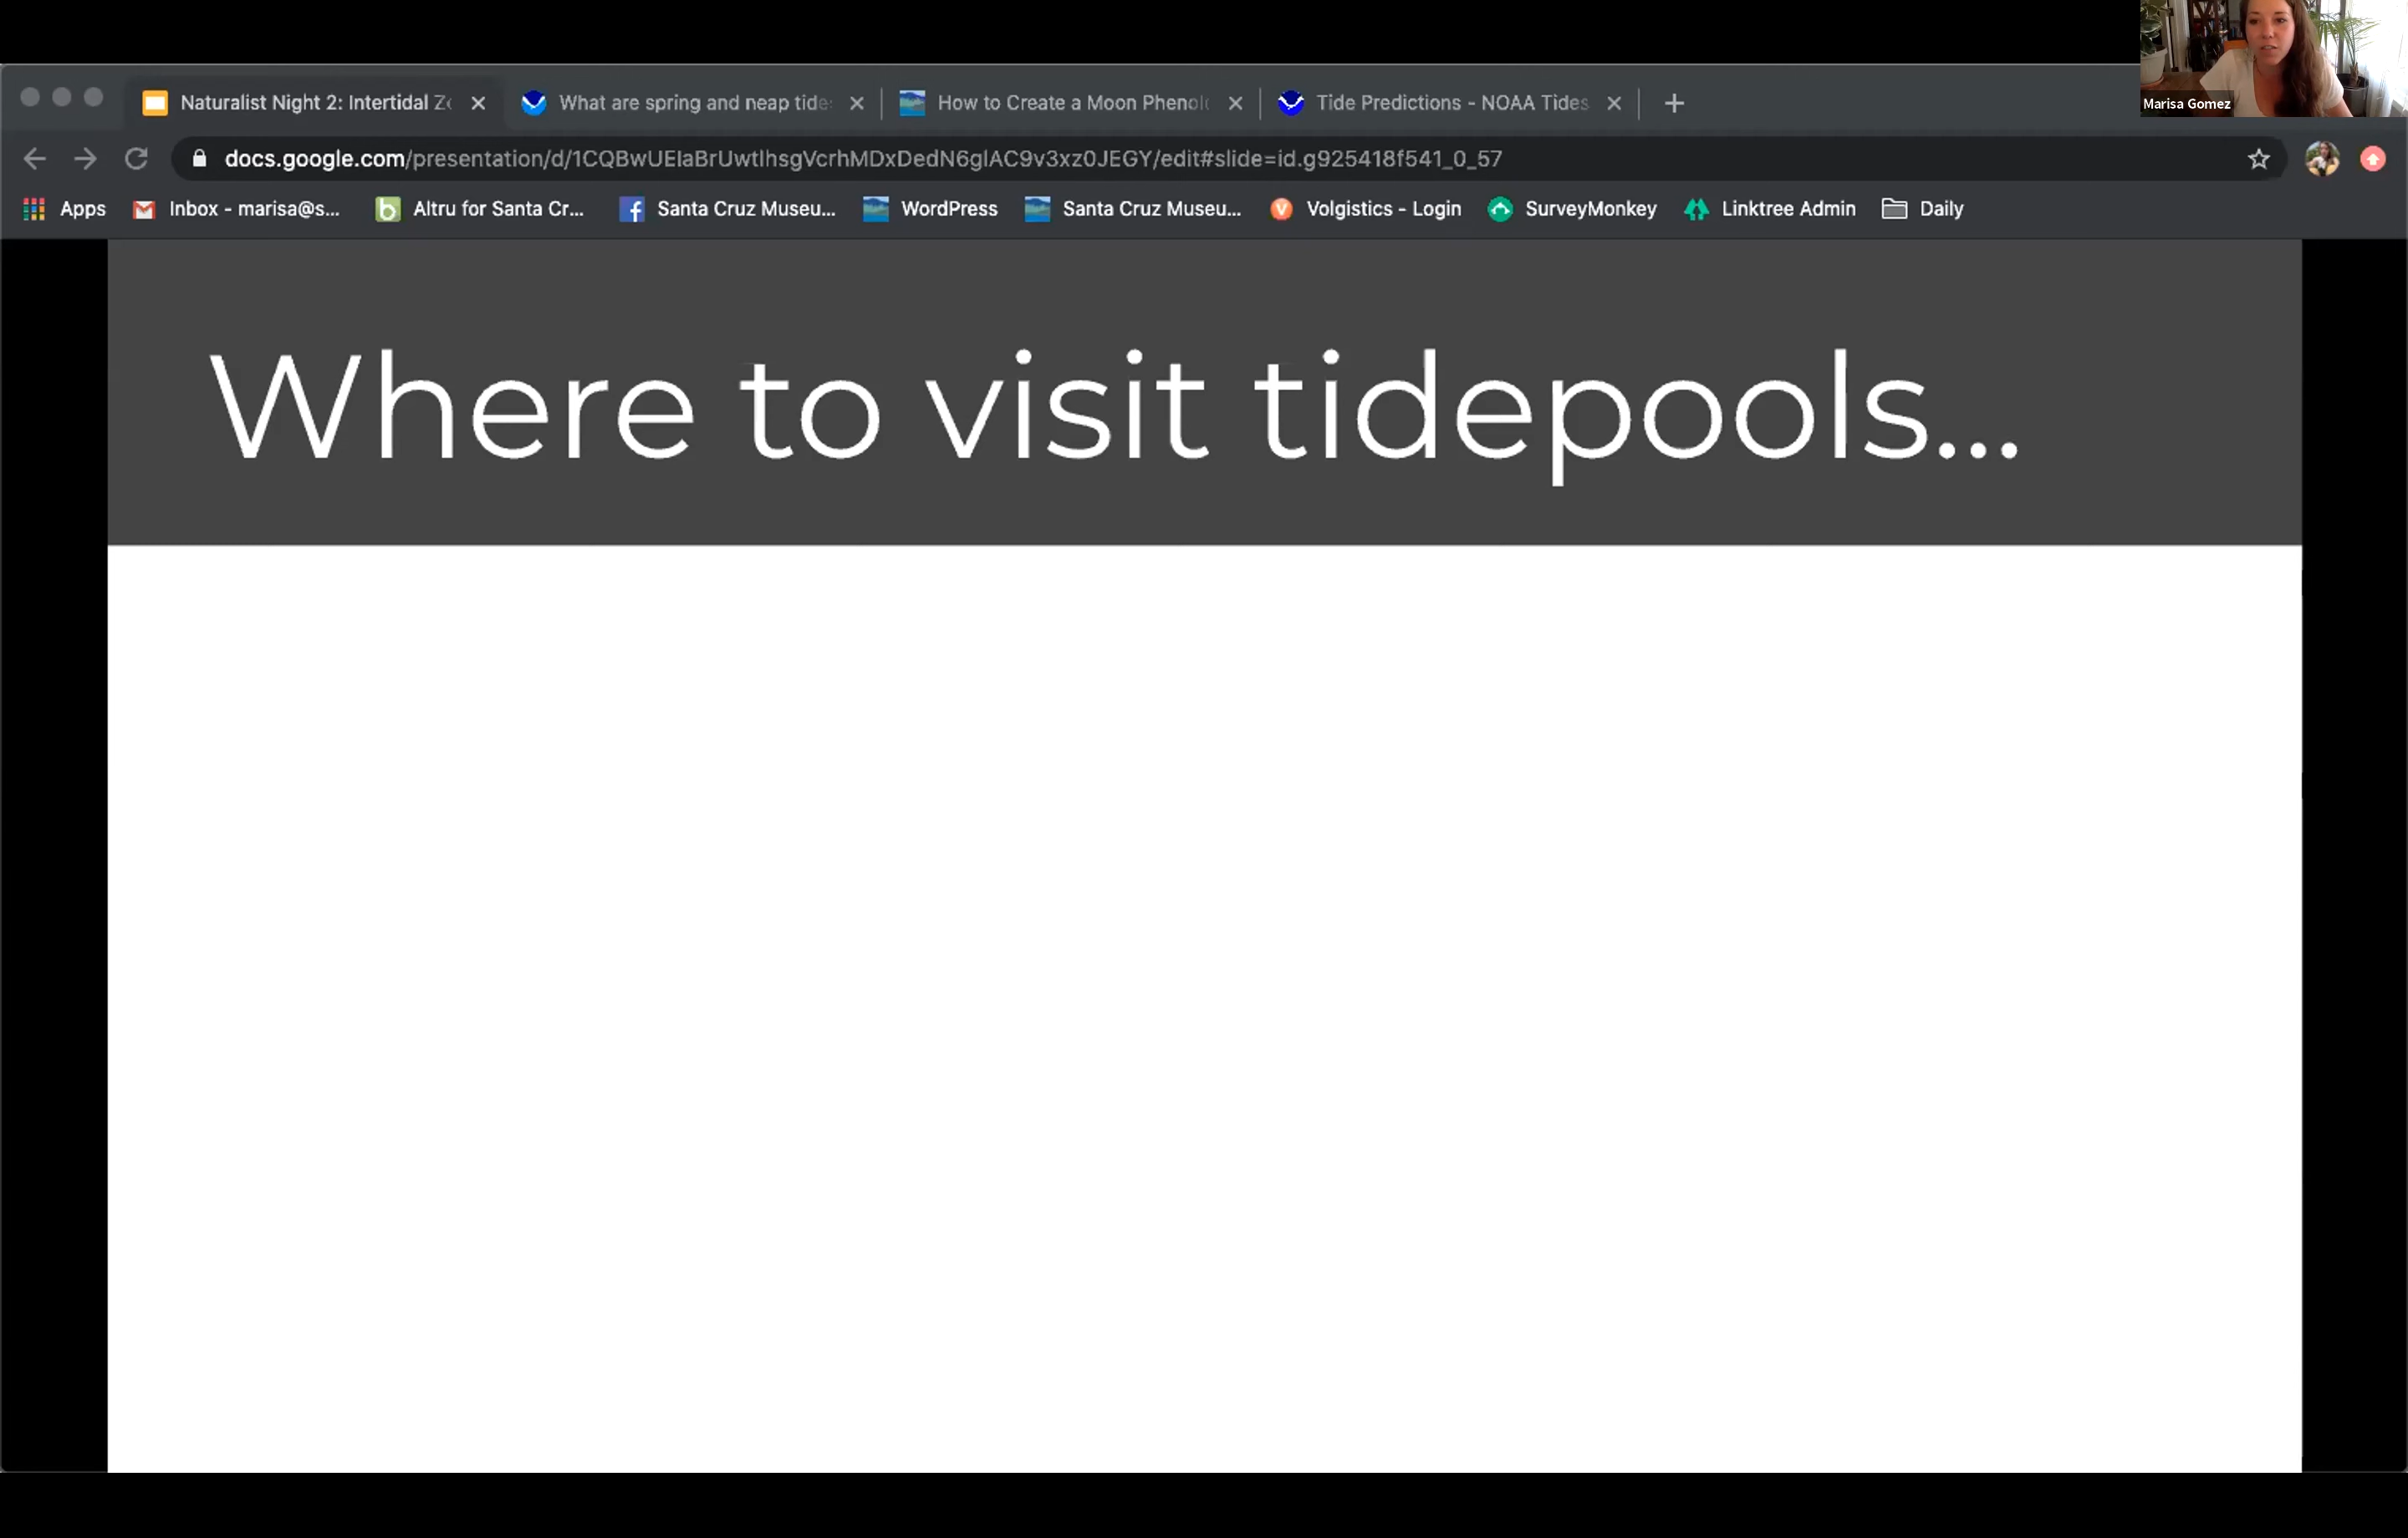 Marisa Gomez
Naturalist Night 2: Intertidal
What are spring and neap tide
How to Create a Moon Phenol
Tide Predictions - NOAA Tides
docs.google.com/presentation/d/1CQBwUEIaBrUwtIhsgVcrhMDxDedN6glAC9v3xz0JEGY/edit#slide=id.g925418f541_0_57
Apps
Inbox - marisa@s...
Altru for Santa Cr...
Santa Cruz Museu...
WordPress
Santa Cruz Museu...
Volgistics - Login
SurveyMonkey
Linktree Admin
Daily
Where to visit tidepools...